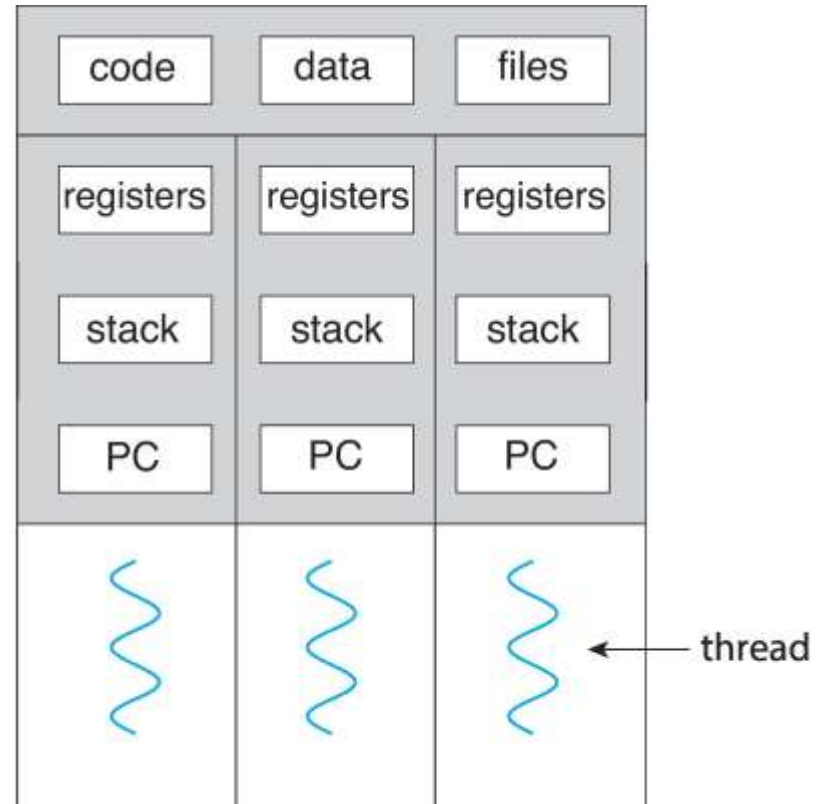 code data files
registers registers registers
stack stack stack
PC PC PC
thread